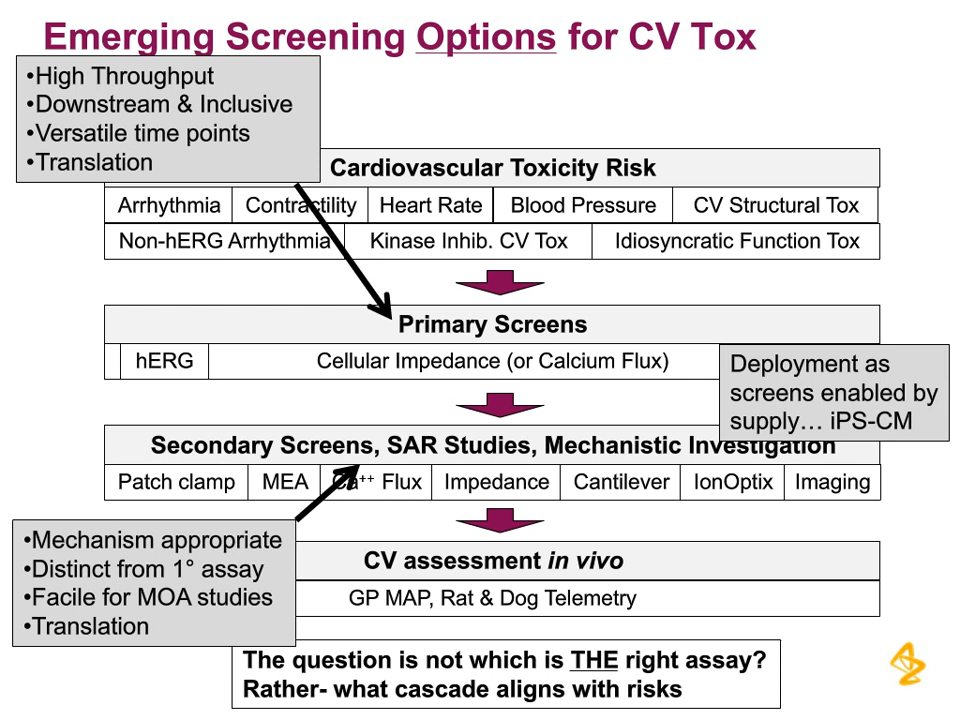 Emerging Screening Options for CV Tox
•High Throughput
•Downstream & Inclusive
•Versatile time points
•Translation
Cardiovascular Toxicity Risk
Arrhythmia Contractility Heart Rate Blood Pressure CV Structural Tox
Non-hERG Arrhythmia Kinase Inhib. CV Tox Idiosyncratic Function Tox
Primary Screens
hERG Cellular Impedance (or Calcium Flux)
Deployment as
screens enabled by
supply… iPS-CM
Secondary Screens, SAR Studies, Mechanistic Investigation
Patch clamp MEA Ca⁺⁺ Flux Impedance Cantilever IonOptix Imaging
•Mechanism appropriate
•Distinct from 1° assay
•Facile for MOA studies
•Translation
CV assessment in vivo
GP MAP, Rat & Dog Telemetry
The question is not which is THE right assay?
Rather- what cascade aligns with risks